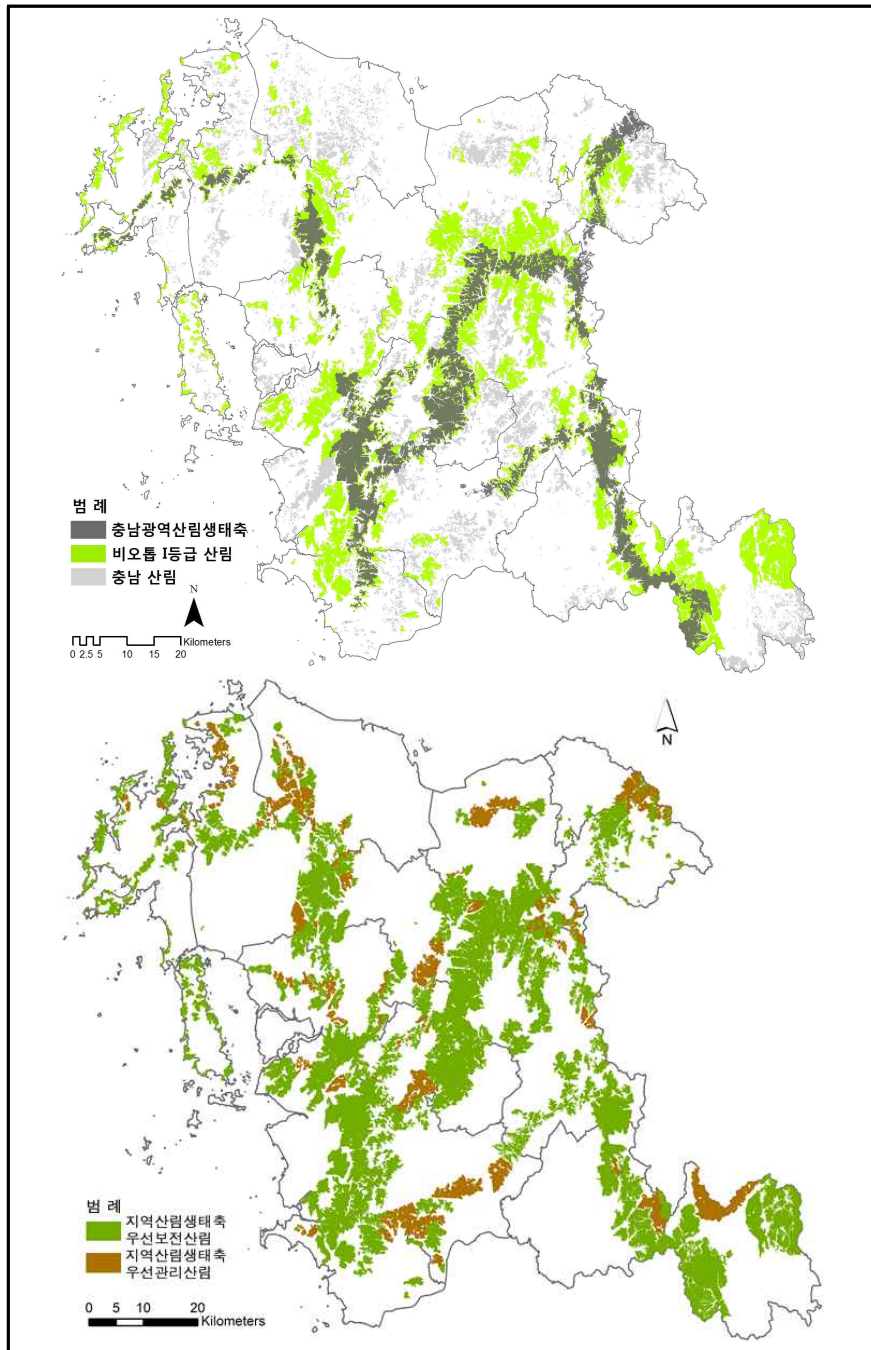 범 례
충남광역산림생태축
비오톱 I등급 산림
충남 산림
N
Kilometers
0 2.5 5 10 15 20
N
범 례
지역산림생태축
우선보전산림
지역산림생태축
우선관리산림
0 5 10 20
Kilometers